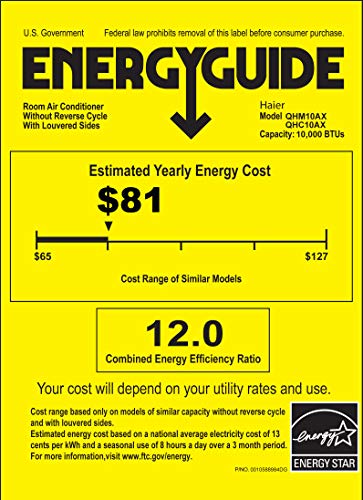 U.S. Government Federal law prohibits removal of this label before consumer purchase.
ENERGYGUIDE
Room Air Conditioner
Without Reverse Cycle
With Louvered Sides
Haier
Model QHM10AX
QHC10AX
Capacity: 10,000 BTUs
Estimated Yearly Energy Cost
$81
$65 $127
Cost Range of Similar Models
12.0
Combined Energy Efficiency Ratio
Your cost will depend on your utility rates and use.
Cost range based only on models of similar capacity without reverse cycle
and with louvered sides.
Estimated energy cost based on a national average electricity cost of 13
cents per kWh and a seasonal use of 8 hours a day over a 3 month period.
For more information,visit www.ftc.gov/energy.
energy
ENERGY STAR
P/NO. 0010588994DG